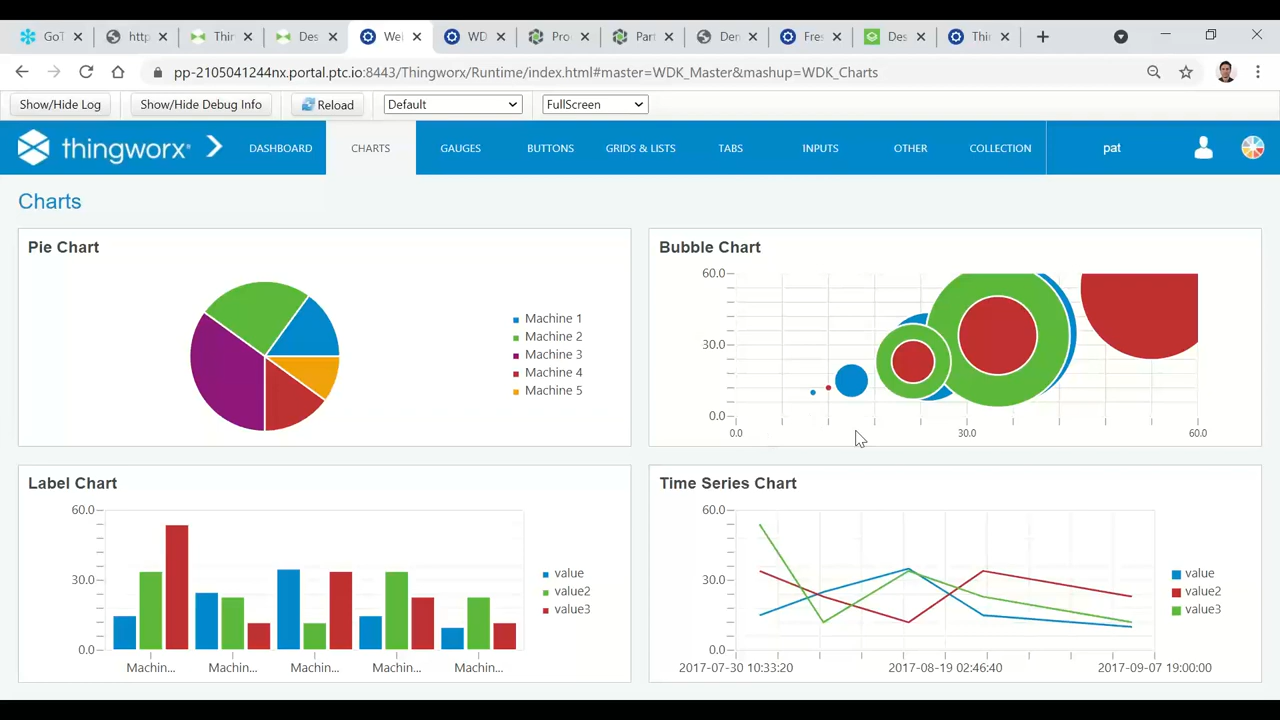 GoT
http
Thin
Des
Wel
WD
Pro
Part
Den
Fres
Des
Thi
pp-2105041244nx.portal.ptc.io:8443/Thingworx/Runtime/index.html#master=WDK_Master&mashup=WDK_Charts
Show/Hide Log
Show/Hide Debug Info
Reload
Default
FullScreen
thingworx
DASHBOARD
CHARTS
GAUGES
BUTTONS
GRIDS & LISTS
TABS
INPUTS
OTHER
COLLECTION
pat
Charts
Pie Chart
Machine 1
Machine 2
Machine 3
Machine 4
Machine 5
Bubble Chart
60.0
30.0
0.0
0.0 30.0 60.0
Label Chart
60.0
30.0
0.0
Machin... Machin... Machin... Machin... Machin...
value
value2
value3
Time Series Chart
60.0
30.0
0.0
2017-07-30 10:33:20 2017-08-19 02:46:40 2017-09-07 19:00:00
value
value2
value3